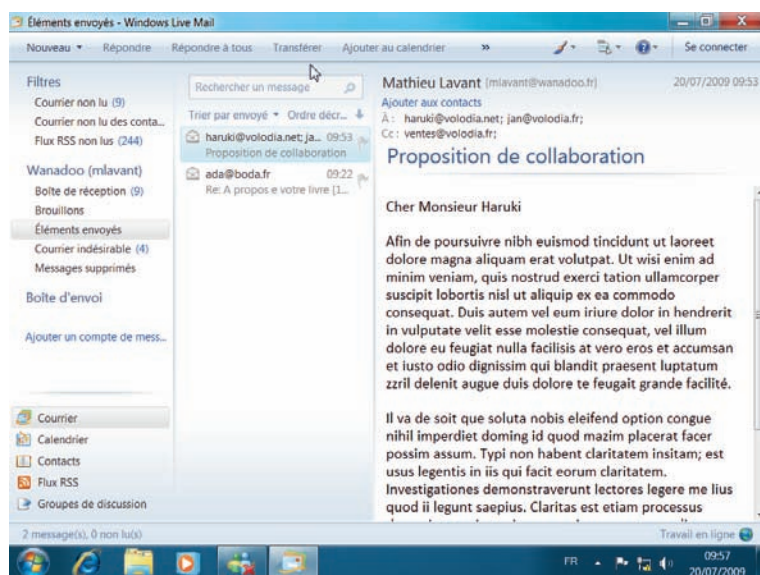 Éléments envoyés - Windows Live Mail
Nouveau Répondre Répondre à tous Transférer Ajouter au calendrier » Se connecter
Filtres
Courrier non lu (9)
Courrier non lu des conta...
Flux RSS non lus (244)
Wanadoo (mlavant)
Boîte de réception (9)
Brouillons
Éléments envoyés
Courrier indésirable (4)
Messages supprimés
Boîte d'envoi
Ajouter un compte de mess...
Courrier
Calendrier
Contacts
Flux RSS
Groupes de discussion
Rechercher un message
Trier par envoyé Ordre décr...
haruki@volodia.net; ja... 09:53
Proposition de collaboration
ada@boda.fr 09:22
Re: A propos e votre livre [1...
Mathieu Lavant (mlavant@wanadoo.fr) 20/07/2009 09:53
Ajouter aux contacts
À : haruki@volodia.net; jan@volodia.fr;
Cc : ventes@volodia.fr;
Proposition de collaboration
Cher Monsieur Haruki
Afin de poursuivre nibh euismod tincidunt ut laoreet
dolore magna aliquam erat volutpat. Ut wisi enim ad
minim veniam, quis nostrud exerci tation ullamcorper
suscipit lobortis nisl ut aliquip ex ea commodo
consequat. Duis autem vel eum iriure dolor in hendrerit
in vulputate velit esse molestie consequat, vel illum
dolore eu feugiat nulla facilisis at vero eros et accumsan
et iusto odio dignissim qui blandit praesent luptatum
zzril delenit augue duis dolore te feugait grande facilité.
Il va de soit que soluta nobis eleifend option congue
nihil imperdiet doming id quod mazim placerat facer
possim assum. Typi non habent claritatem insitam; est
usus legentis in iis qui facit eorum claritatem.
Investigationes demonstraverunt lectores legere me lius
quod ii legunt saepius. Claritas est etiam processus
2 message(s), 0 non lu(s) Travail en ligne
FR 09:57
20/07/2009